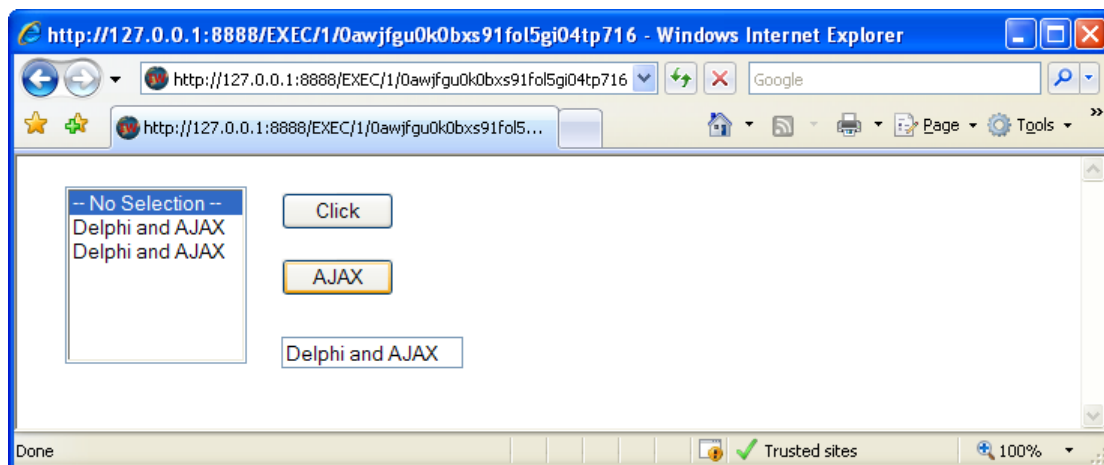 http://127.0.0.1:8888/EXEC/1/0awjfgu0k0bxs91fol5gi04tp716 - Windows Internet Explorer
http://127.0.0.1:8888/EXEC/1/0awjfgu0k0bxs91fol5gi04tp716
Google
http://127.0.0.1:8888/EXEC/1/0awjfgu0k0bxs91fol5...
Page
Tools
»
-- No Selection --
Delphi and AJAX
Delphi and AJAX
Click
AJAX
Delphi and AJAX
Done
Trusted sites
100%